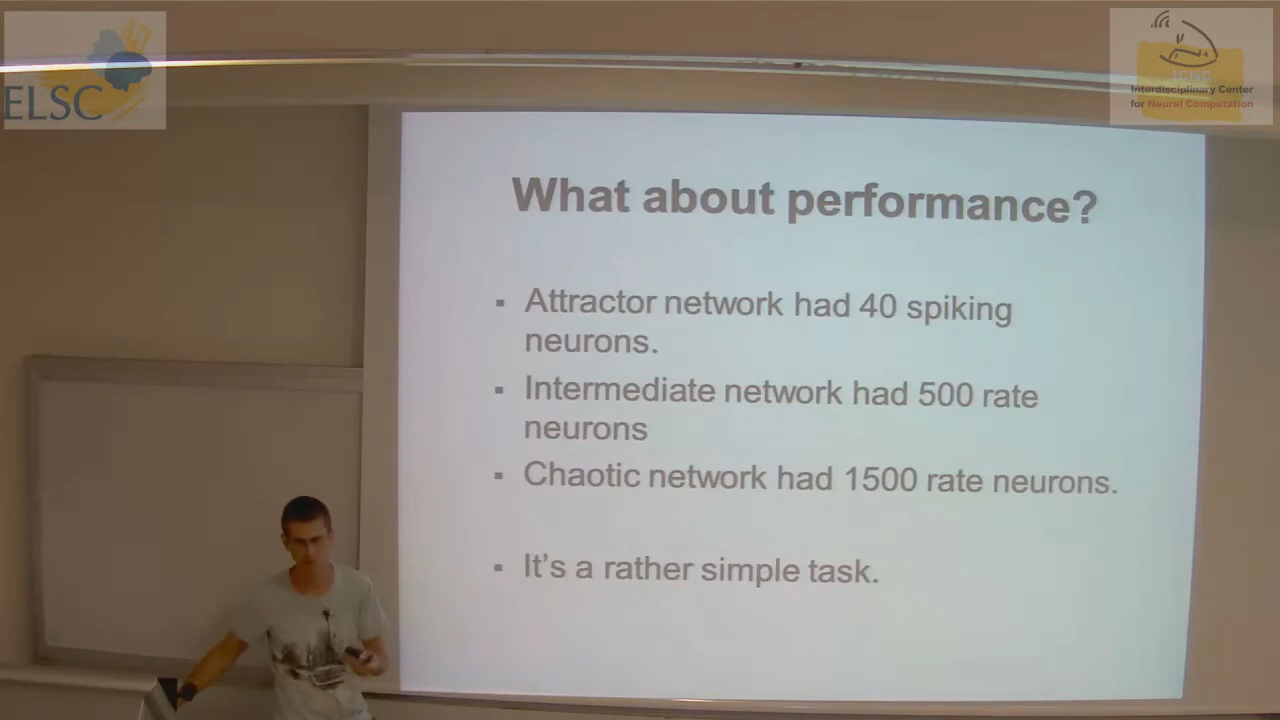 ELSC
ICNC
Interdisciplinary Center
for Neural Computation
What about performance?
▪ Attractor network had 40 spiking
neurons.
▪ Intermediate network had 500 rate
neurons
▪ Chaotic network had 1500 rate neurons.
▪ It's a rather simple task.